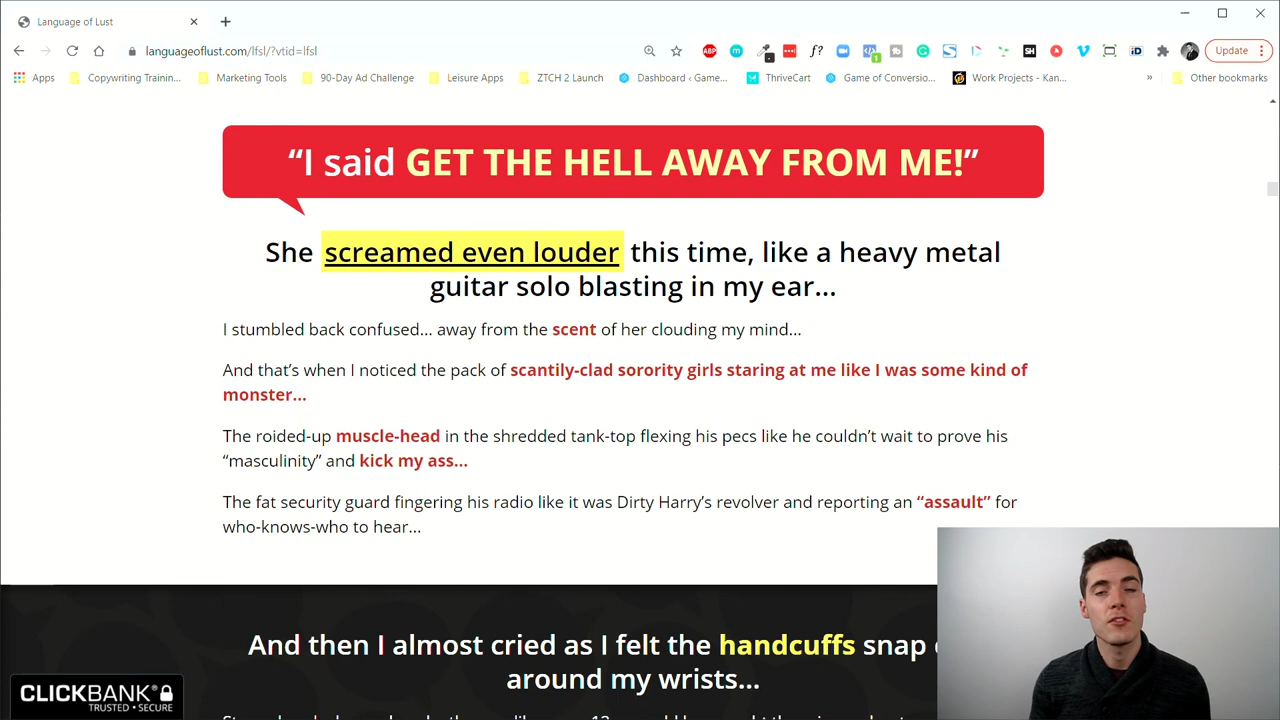 Language of Lust
languageoflust.com/lfsl/?vtid=lfsl
Update
Apps
Copywriting Trainin...
Marketing Tools
90-Day Ad Challenge
Leisure Apps
ZTCH 2 Launch
Dashboard ‹ Game...
ThriveCart
Game of Conversio...
Work Projects - Kan...
»
Other bookmarks
“I said GET THE HELL AWAY FROM ME!”
She screamed even louder this time, like a heavy metal
guitar solo blasting in my ear...
I stumbled back confused... away from the scent of her clouding my mind...
And that’s when I noticed the pack of scantily-clad sorority girls staring at me like I was some kind of
monster...
The roided-up muscle-head in the shredded tank-top flexing his pecs like he couldn’t wait to prove his
“masculinity” and kick my ass...
The fat security guard fingering his radio like it was Dirty Harry’s revolver and reporting an “assault” for
who-knows-who to hear...
And then I almost cried as I felt the handcuffs snap
around my wrists...
CLICKBANK®
TRUSTED • SECURE